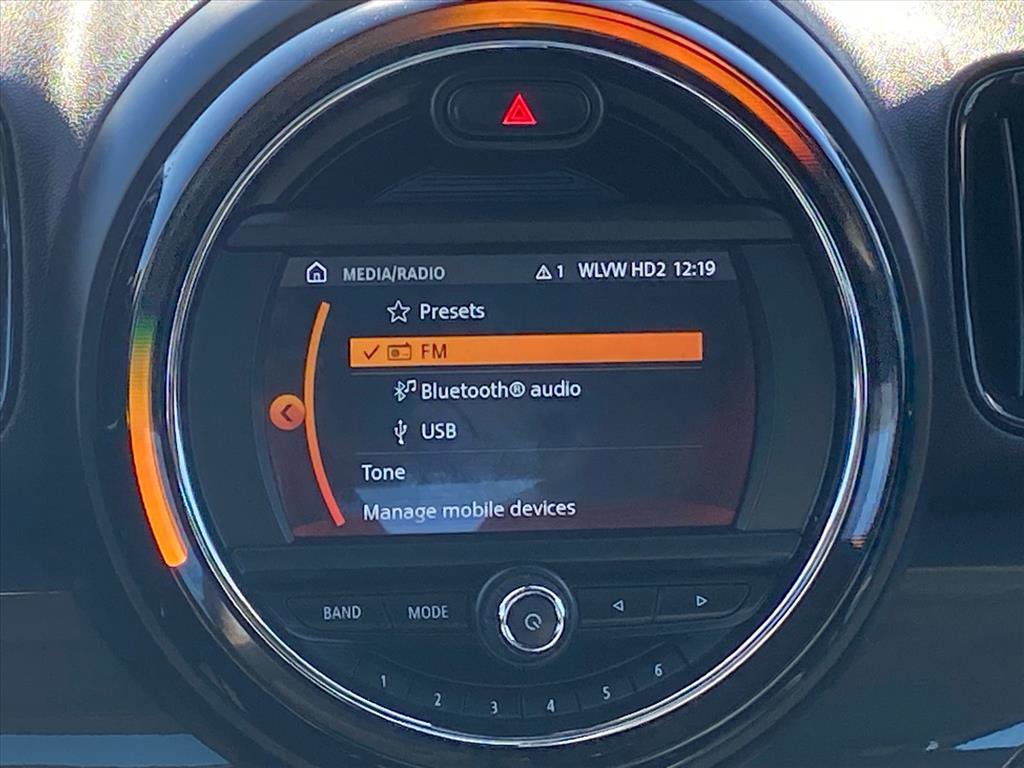 MEDIA/RADIO 1 WLVW HD2 12:19
Presets
FM
Bluetooth® audio
USB
Tone
Manage mobile devices
BAND MODE
1 2 3 4 5 6